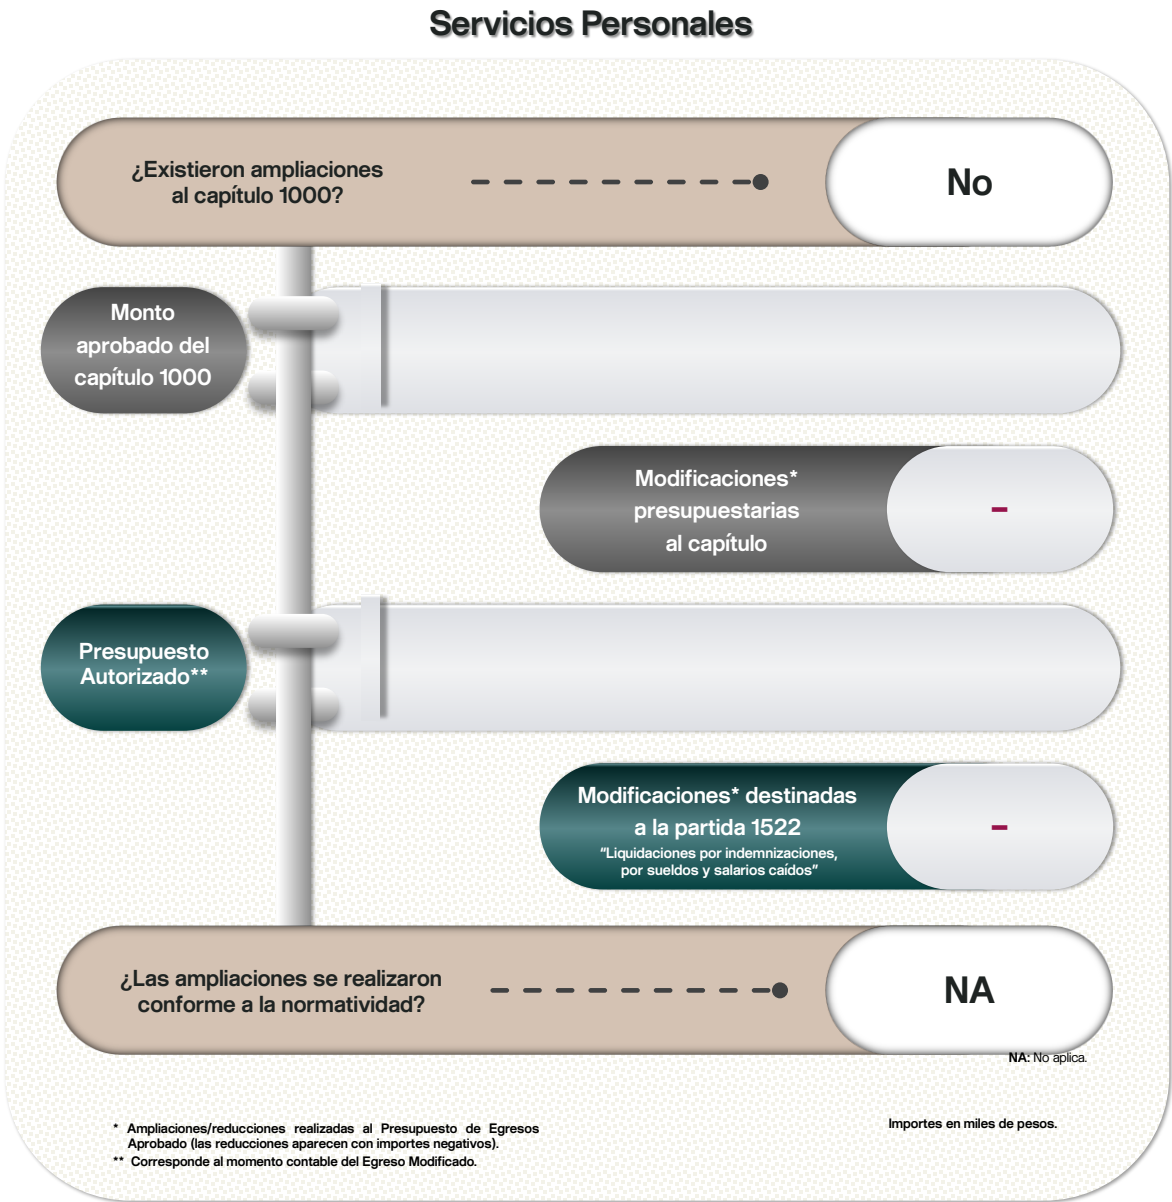 Servicios Personales
¿Existieron ampliaciones
al capítulo 1000?
No
Monto
aprobado del
capítulo 1000
Modificaciones*
presupuestarias
al capítulo
-
Presupuesto
Autorizado**
Modificaciones* destinadas
a la partida 1522
"Liquidaciones por indemnizaciones,
por sueldos y salarios caídos"
-
¿Las ampliaciones se realizaron
conforme a la normatividad?
NA
NA: No aplica.
* Ampliaciones/reducciones realizadas al Presupuesto de Egresos
Aprobado (las reducciones aparecen con importes negativos).
** Corresponde al momento contable del Egreso Modificado.
Importes en miles de pesos.